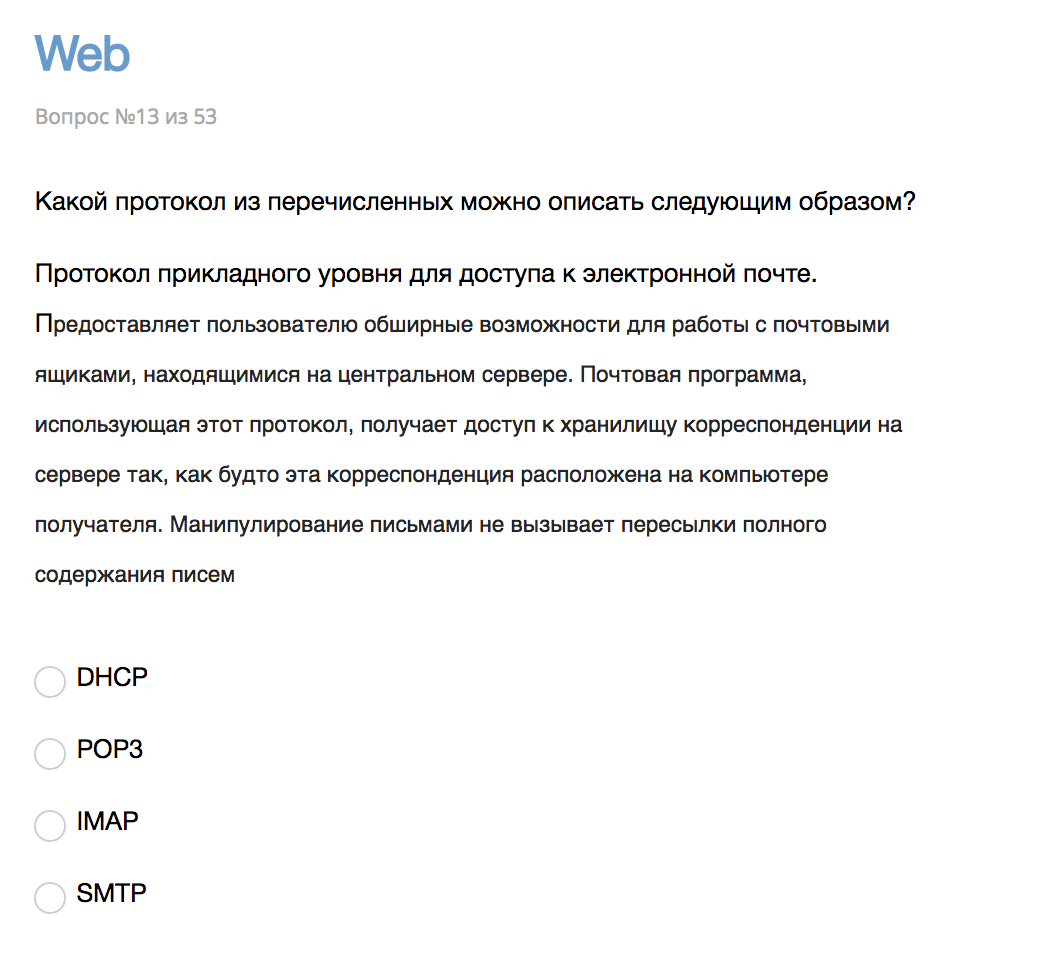 Web
Вопрос №13 из 53
Какой протокол из перечисленных можно описать следующим образом?
Протокол прикладного уровня для доступа к электронной почте.
Предоставляет пользователю обширные возможности для работы с почтовыми
ящиками, находящимися на центральном сервере. Почтовая программа,
использующая этот протокол, получает доступ к хранилищу корреспонденции на
сервере так, как будто эта корреспонденция расположена на компьютере
получателя. Манипулирование письмами не вызывает пересылки полного
содержания писем
DHCP
POP3
IMAP
SMTP